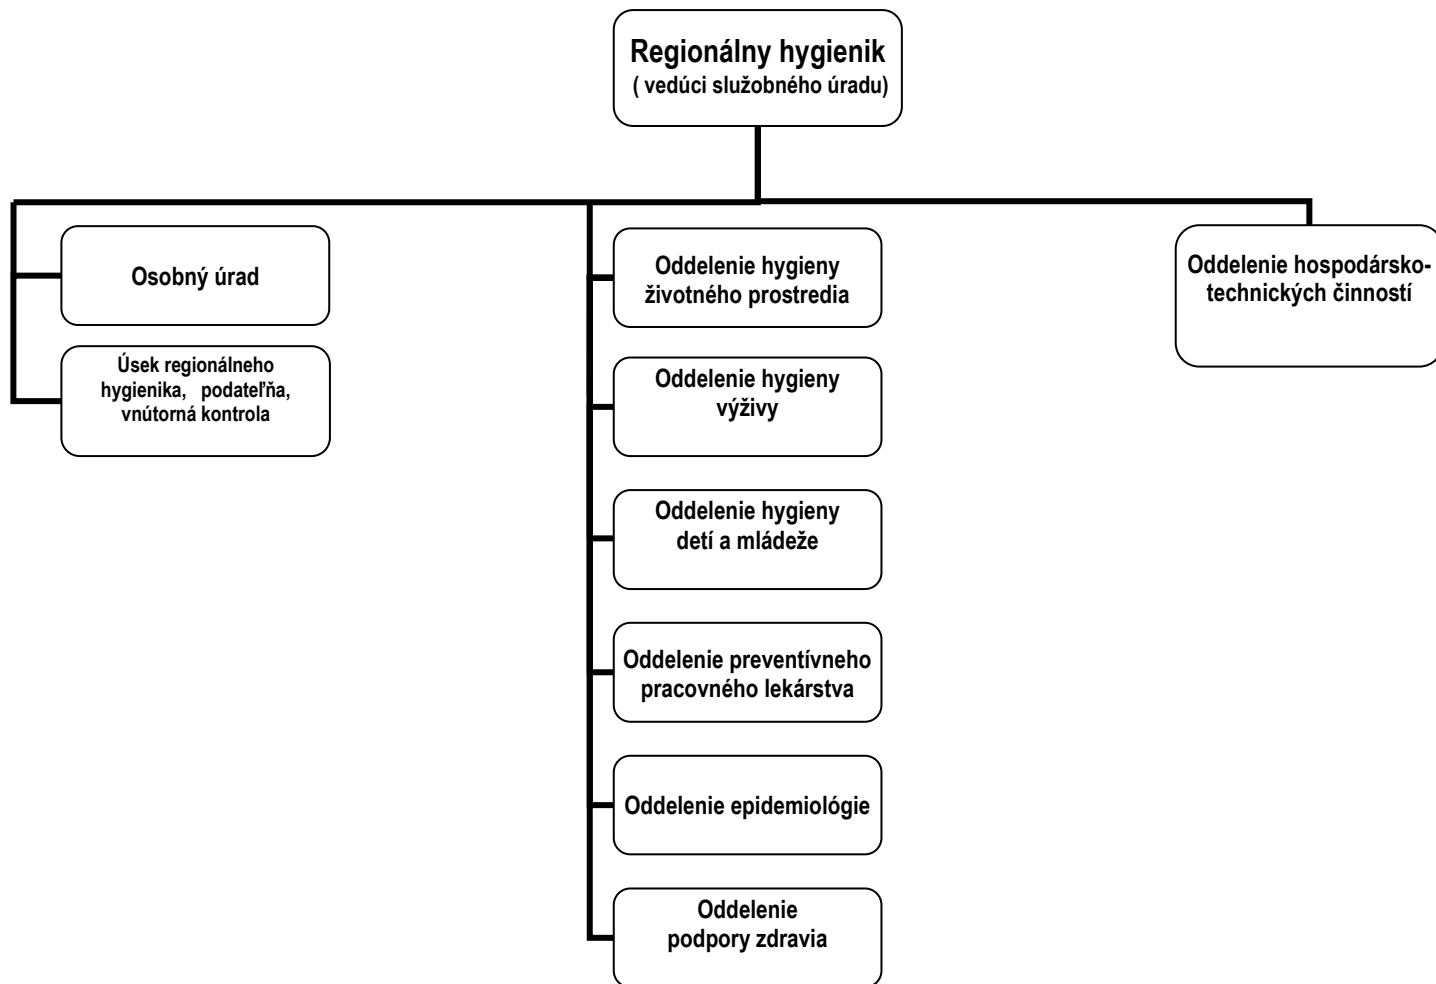 Regionálny hygienik
( vedúci služobného úradu)
Osobný úrad
Úsek regionálneho
hygienika, podateľňa,
vnútorná kontrola
Oddelenie hygieny
životného prostredia
Oddelenie hygieny
výživy
Oddelenie hygieny
detí a mládeže
Oddelenie preventívneho
pracovného lekárstva
Oddelenie epidemiológie
Oddelenie
podpory zdravia
Oddelenie hospodársko-
technických činností